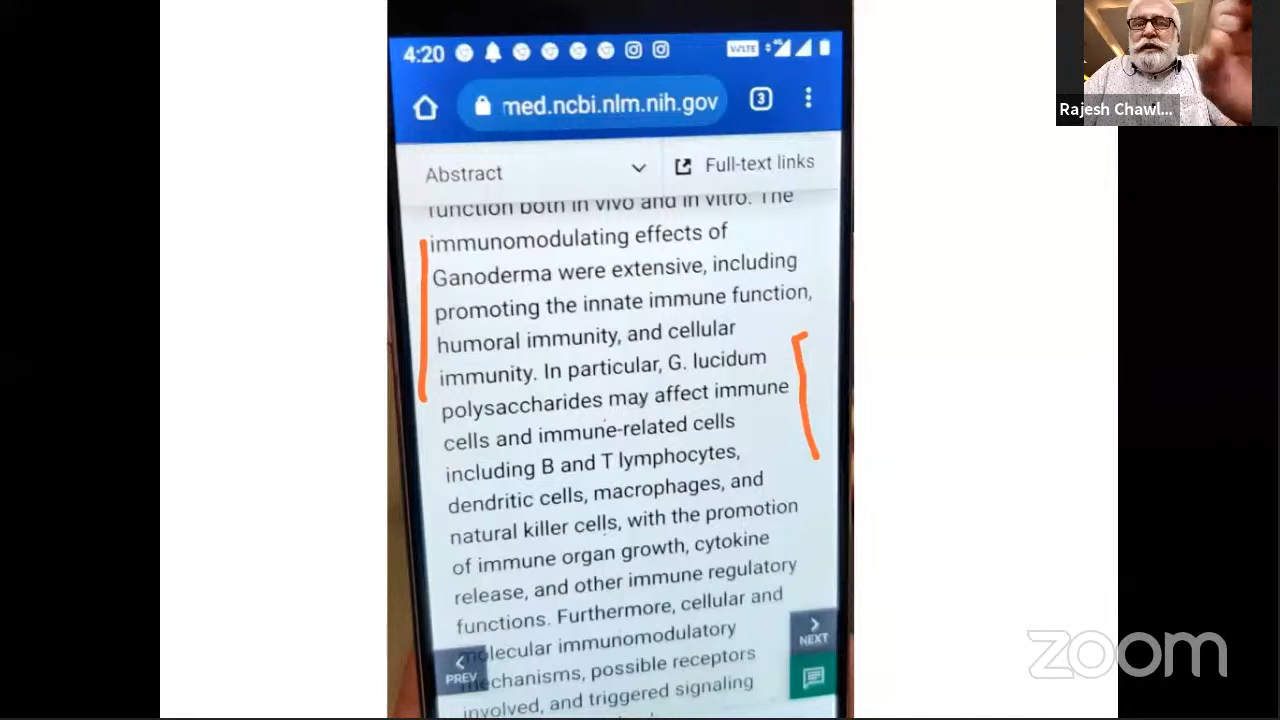 4:20
VoLTE
4G
med.ncbi.nlm.nih.gov
3
Abstract
Full-text links
function both in vivo and in vitro. The
immunomodulating effects of
Ganoderma were extensive, including
promoting the innate immune function,
humoral immunity, and cellular
immunity. In particular, G. lucidum
polysaccharides may affect immune
cells and immune-related cells
including B and T lymphocytes,
dendritic cells, macrophages, and
natural killer cells, with the promotion
of immune organ growth, cytokine
release, and other immune regulatory
functions. Furthermore, cellular and
molecular immunomodulatory
mechanisms, possible receptors
involved, and triggered signaling
PREV
NEXT
Rajesh Chawl...
zoom